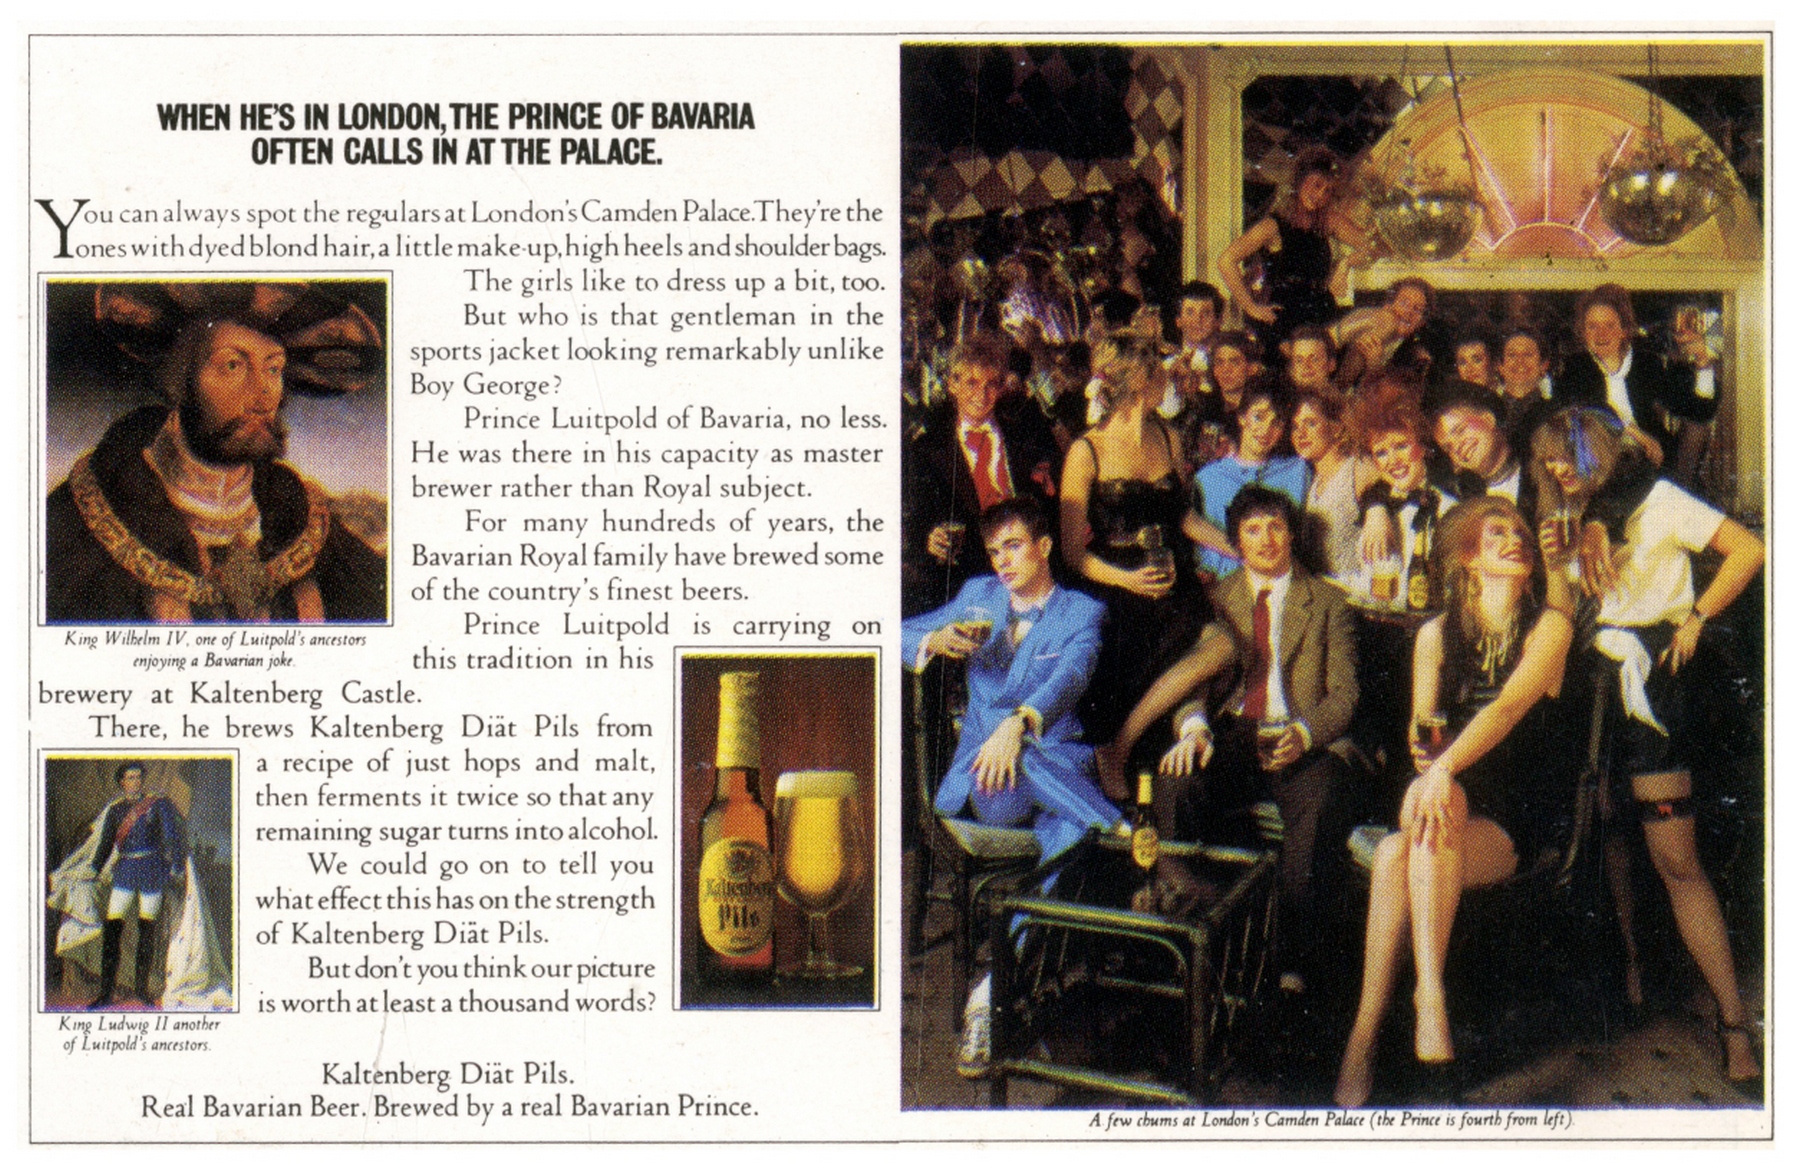 WHEN HE'S IN LONDON, THE PRINCE OF BAVARIA
OFTEN CALLS IN AT THE PALACE.
You can always spot the regulars at London's Camden Palace. They're the
ones with dyed blond hair, a little make-up, high heels and shoulder bags.
The girls like to dress up a bit, too.
But who is that gentleman in the
sports jacket looking remarkably unlike
Boy George?
Prince Luitpold of Bavaria, no less.
He was there in his capacity as master
brewer rather than Royal subject.
For many hundreds of years, the
Bavarian Royal family have brewed some
of the country's finest beers.
Prince Luitpold is carrying on
this tradition in his
brewery at Kaltenberg Castle.
There, he brews Kaltenberg Diät Pils from
a recipe of just hops and malt,
then ferments it twice so that any
remaining sugar turns into alcohol.
We could go on to tell you
what effect this has on the strength
of Kaltenberg Diät Pils.
But don't you think our picture
is worth at least a thousand words?
King Wilhelm IV, one of Luitpold's ancestors
enjoying a Bavarian joke.
King Ludwig II another
of Luitpold's ancestors.
Kaltenberg
Pils
Kaltenberg Diät Pils.
Real Bavarian Beer. Brewed by a real Bavarian Prince.
A few chums at London's Camden Palace (the Prince is fourth from left).